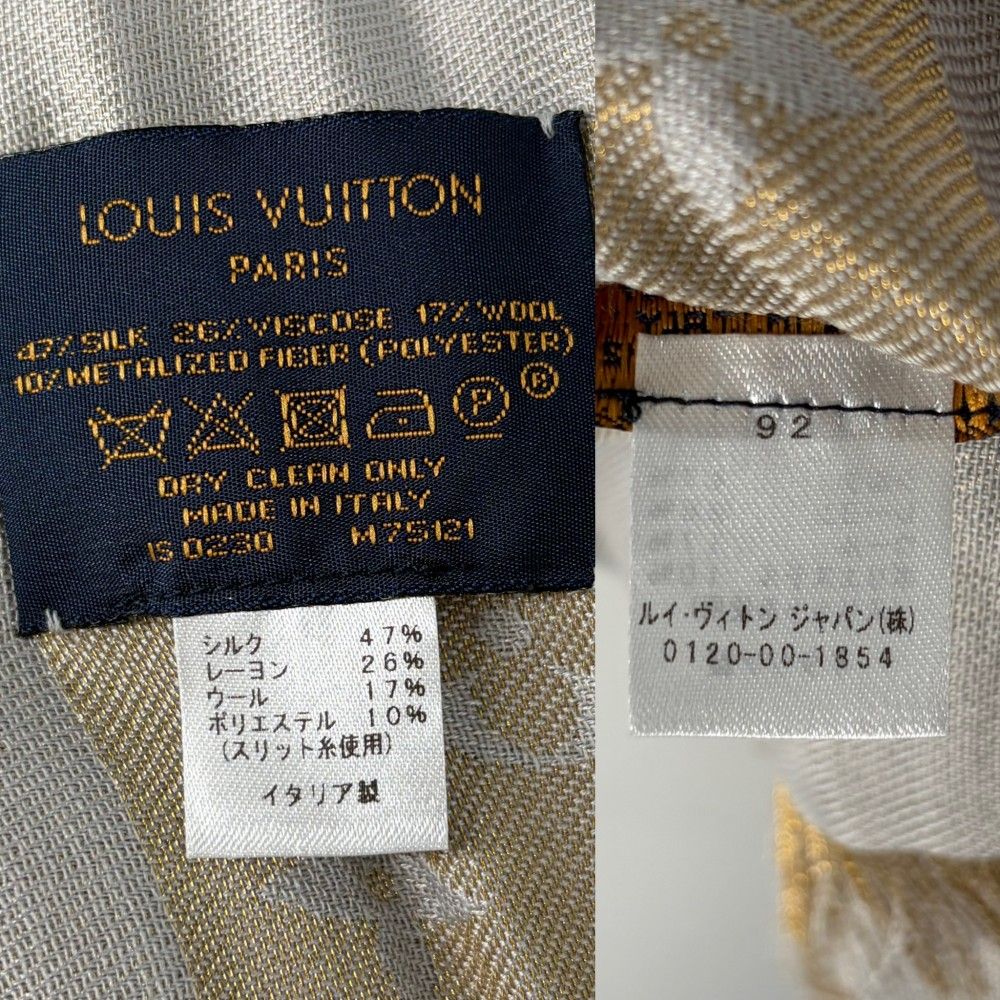 LOUIS VUITTON
PARIS
47% SILK 26% VISCOSE 17% WOOL
10% METALIZED FIBER (POLYESTER)
P
DRY CLEAN ONLY
MADE IN ITALY
IS 0230 M75121
シルク 47%
レーヨン 26%
ウール 17%
ポリエステル 10%
(スリット糸使用)
イタリア製
92
ルイ・ヴィトン ジャパン(株)
0120-00-1854